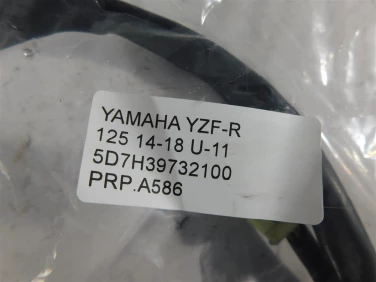 YAMAHA YZF-R
125 14-18 U-11
5D7H39732100
PRP.A586